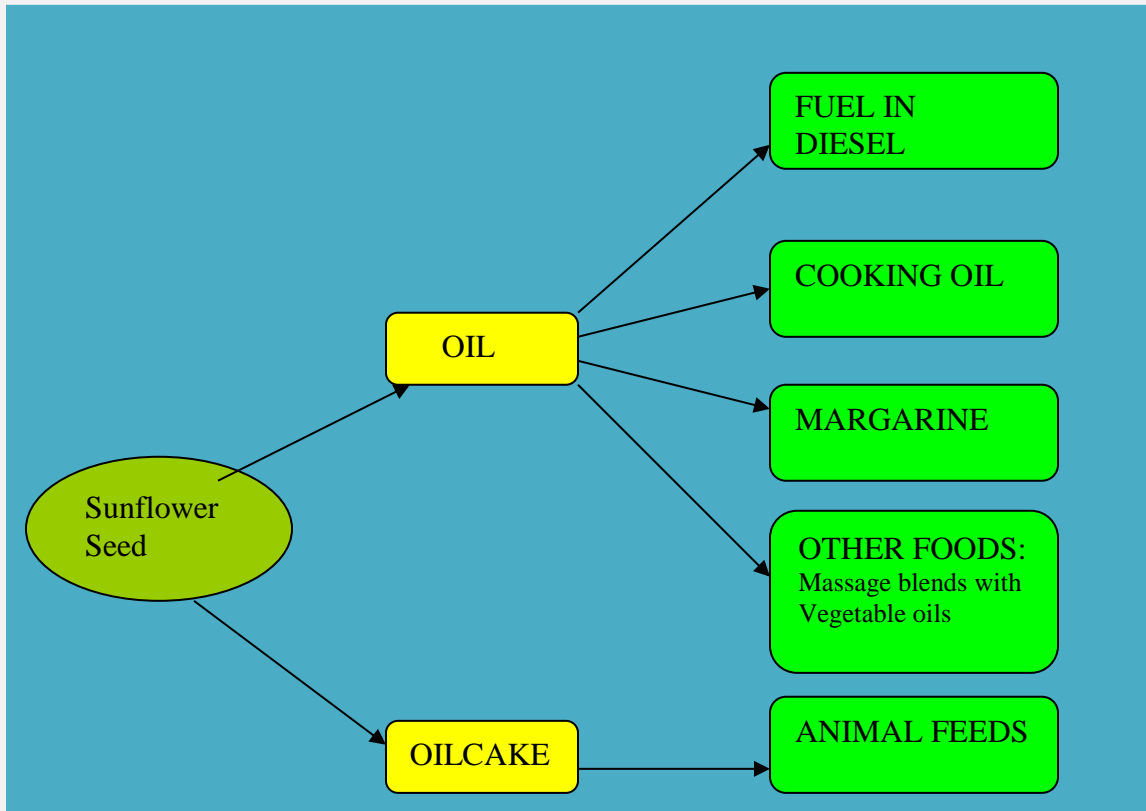 FUEL IN
DIESEL
COOKING OIL
OIL
MARGARINE
Sunflower
Seed
OTHER FOODS:
Massage blends with
Vegetable oils
ANIMAL FEEDS
OILCAKE